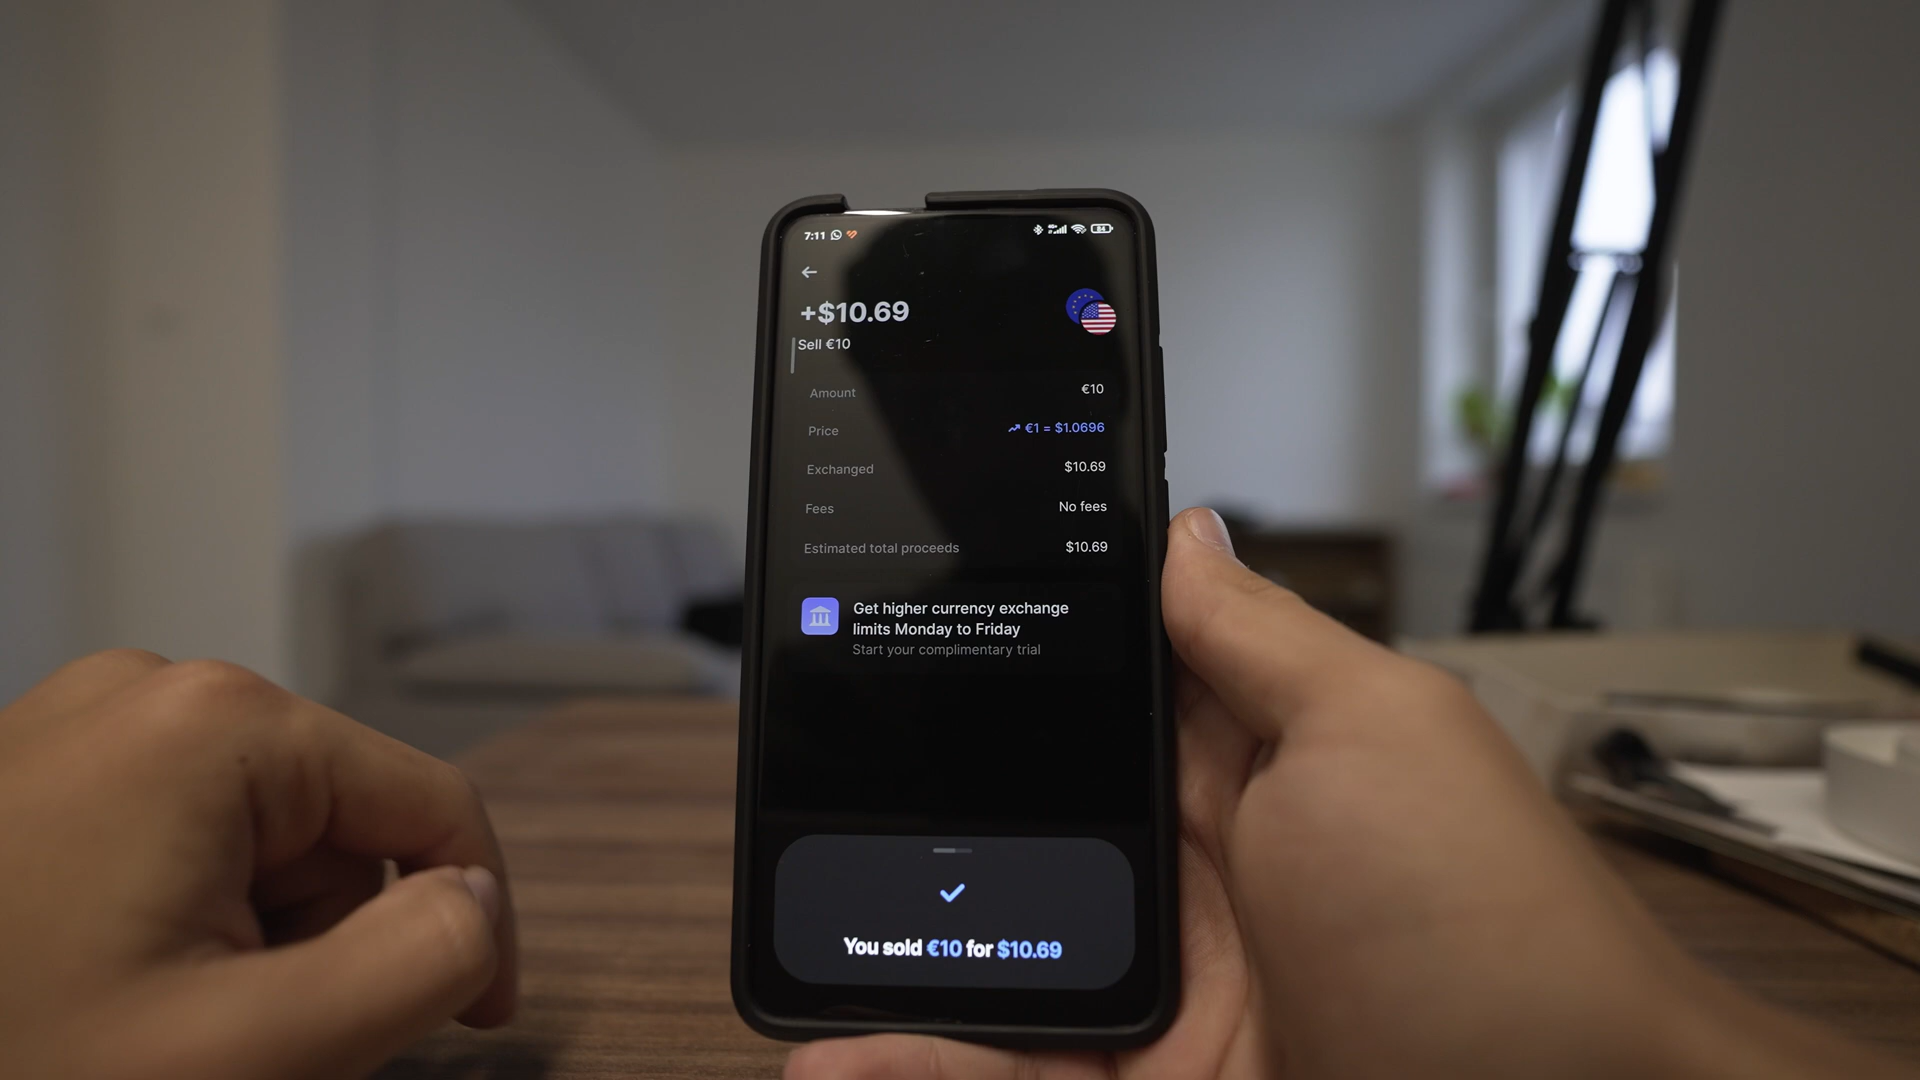 7:11
84
+$10.69
Sell €10
Amount €10
Price €1 = $1.0696
Exchanged $10.69
Fees No fees
Estimated total proceeds $10.69
Get higher currency exchange
limits Monday to Friday
Start your complimentary trial
You sold €10 for $10.69